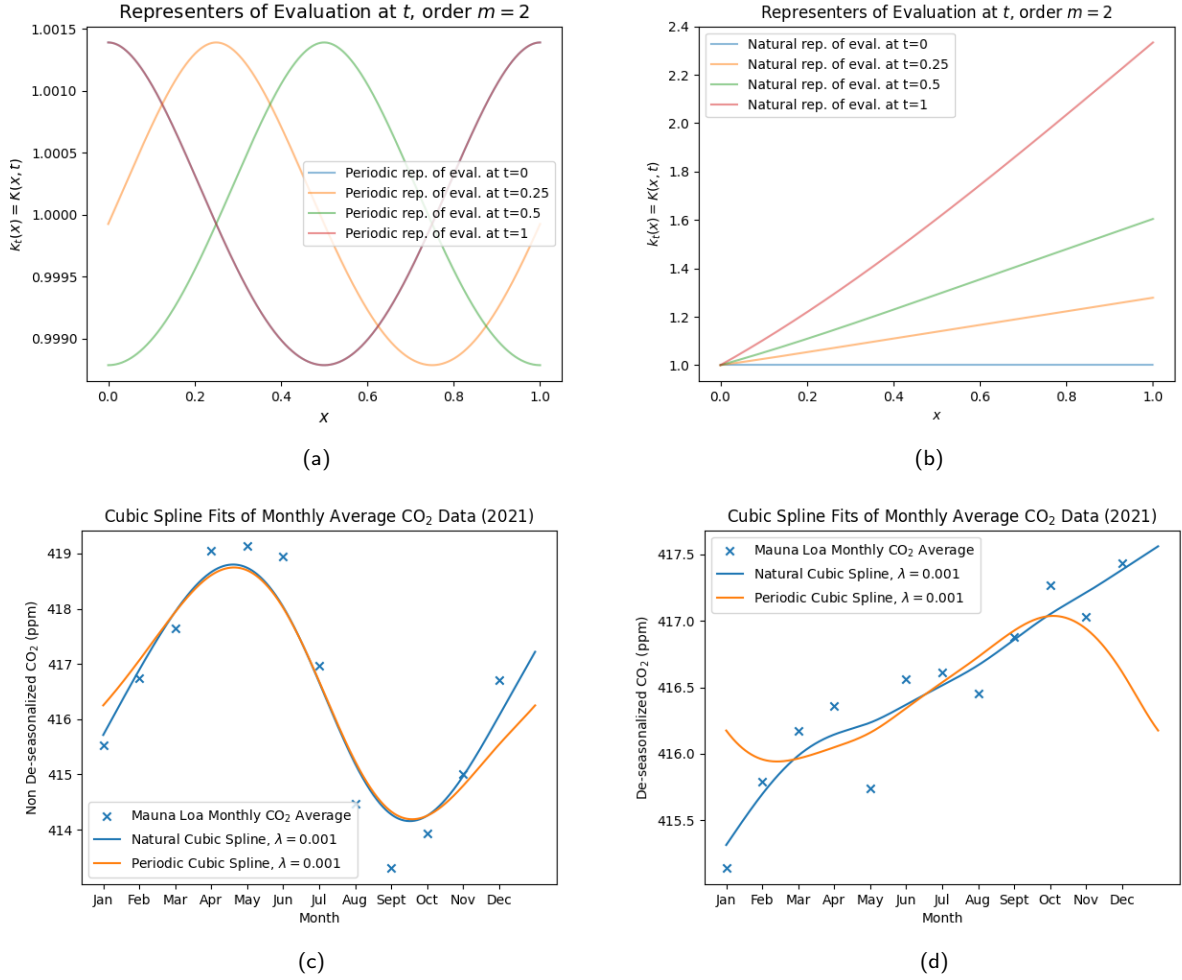 Representers of Evaluation at t, order m = 2
1.0015
1.0010
1.0005
1.0000
0.9995
0.9990
kₜ(x) = K(x, t)
Periodic rep. of eval. at t=0
Periodic rep. of eval. at t=0.25
Periodic rep. of eval. at t=0.5
Periodic rep. of eval. at t=1
0.0 0.2 0.4 0.6 0.8 1.0
x
(a)
Representers of Evaluation at t, order m = 2
2.4
2.2
2.0
1.8
1.6
1.4
1.2
1.0
kₜ(x) = K(x, t)
Natural rep. of eval. at t=0
Natural rep. of eval. at t=0.25
Natural rep. of eval. at t=0.5
Natural rep. of eval. at t=1
0.0 0.2 0.4 0.6 0.8 1.0
x
(b)
Cubic Spline Fits of Monthly Average CO₂ Data (2021)
419
418
417
416
415
414
Non De-seasonalized CO₂ (ppm)
Mauna Loa Monthly CO₂ Average
Natural Cubic Spline, λ = 0.001
Periodic Cubic Spline, λ = 0.001
Jan Feb Mar Apr May Jun Jul Aug Sept Oct Nov Dec
Month
(c)
Cubic Spline Fits of Monthly Average CO₂ Data (2021)
417.5
417.0
416.5
416.0
415.5
De-seasonalized CO₂ (ppm)
Mauna Loa Monthly CO₂ Average
Natural Cubic Spline, λ = 0.001
Periodic Cubic Spline, λ = 0.001
Jan Feb Mar Apr May Jun Jul Aug Sept Oct Nov Dec
Month
(d)